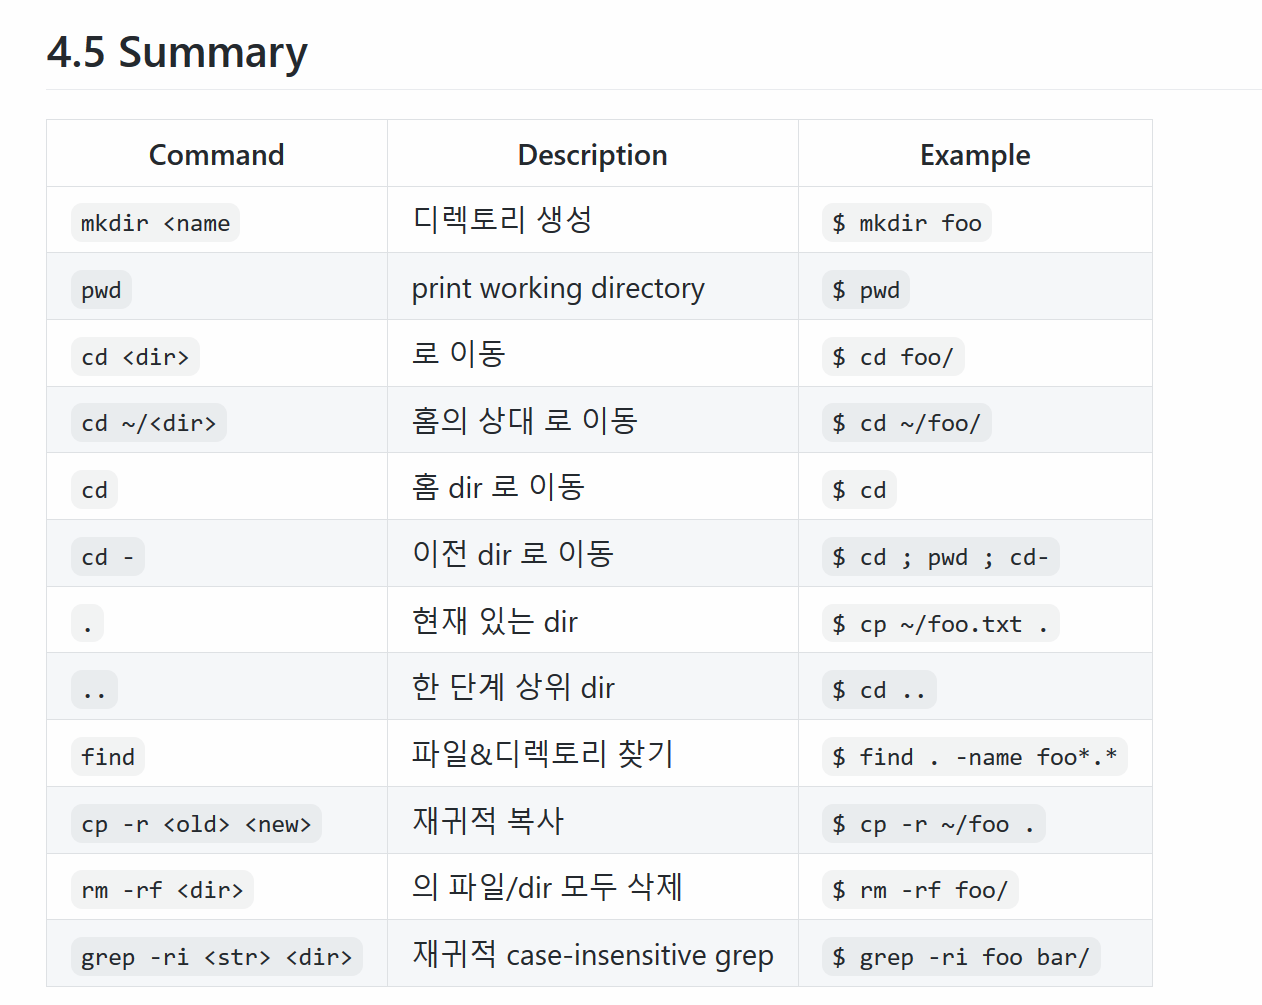 4.5 Summary
Command Description Example
mkdir <name 디렉토리 생성 $ mkdir foo
pwd print working directory $ pwd
cd <dir> 로 이동 $ cd foo/
cd ~/<dir> 홈의 상대 로 이동 $ cd ~/foo/
cd 홈 dir 로 이동 $ cd
cd - 이전 dir 로 이동 $ cd ; pwd ; cd-
. 현재 있는 dir $ cp ~/foo.txt .
.. 한 단계 상위 dir $ cd ..
find 파일&디렉토리 찾기 $ find . -name foo*.*
cp -r <old> <new> 재귀적 복사 $ cp -r ~/foo .
rm -rf <dir> 의 파일/dir 모두 삭제 $ rm -rf foo/
grep -ri <str> <dir> 재귀적 case-insensitive grep $ grep -ri foo bar/